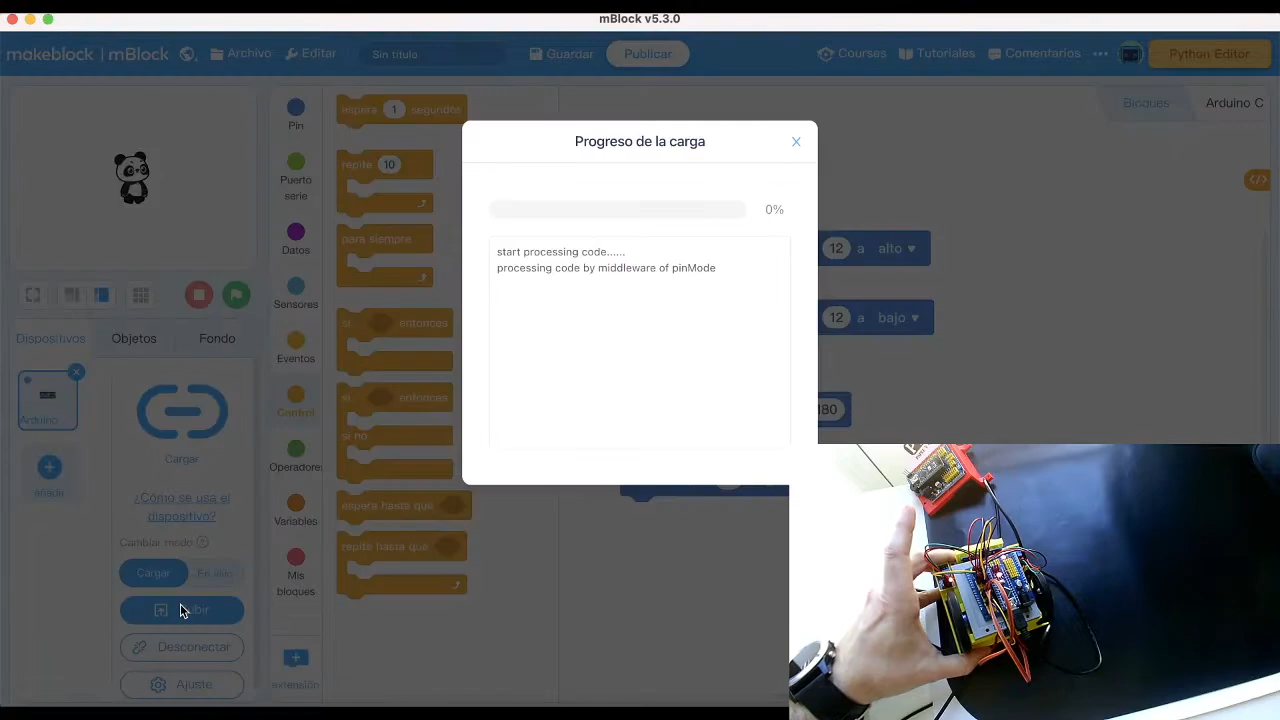 mBlock v5.3.0
makeblock | mBlock
Archivo
Editar
Sin título
Guardar
Publicar
Courses
Tutoriales
Comentarios
Python Editor
Pin
Puerto
serie
Datos
Sensores
Eventos
Control
Operadores
Variables
Mis
bloques
extensión
espera 1 segundos
repite 10
para siempre
si entonces
si entonces
si no
espera hasta que
repite hasta que
Progreso de la carga
0%
start processing code......
processing code by middleware of pinMode
Bloques
Arduino C
12 a alto
12 a bajo
180
Dispositivos
Objetos
Fondo
Arduino
añadir
Cargar
¿Cómo se usa el
dispositivo?
Cambiar modo ?
Cargar
En vivo
Desconectar
Ajuste